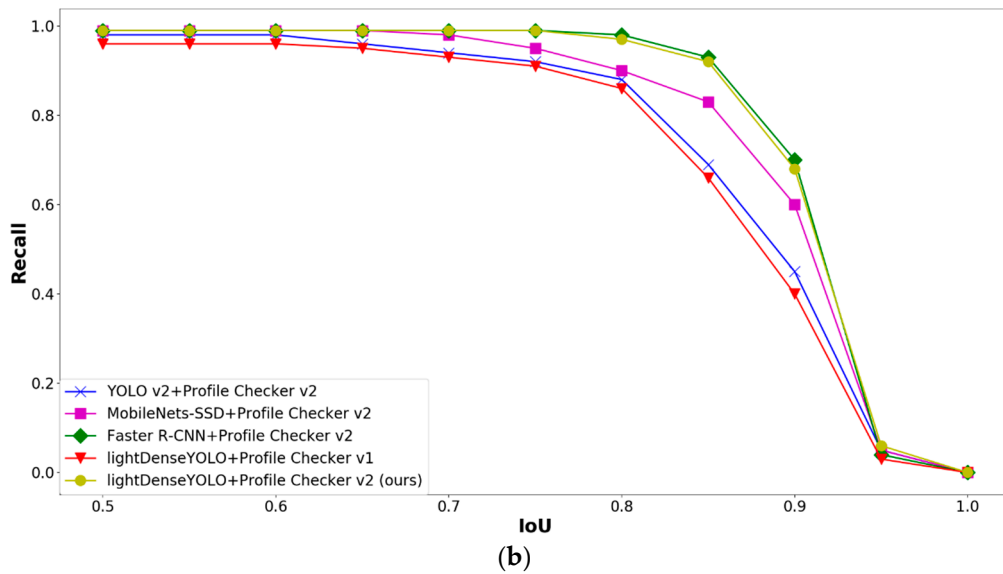 1.0
0.8
0.6
0.4
0.2
0.0
Recall
YOLO v2+Profile Checker v2
MobileNets-SSD+Profile Checker v2
Faster R-CNN+Profile Checker v2
lightDenseYOLO+Profile Checker v1
lightDenseYOLO+Profile Checker v2 (ours)
0.5 0.6 0.7 0.8 0.9 1.0
IoU
(b)